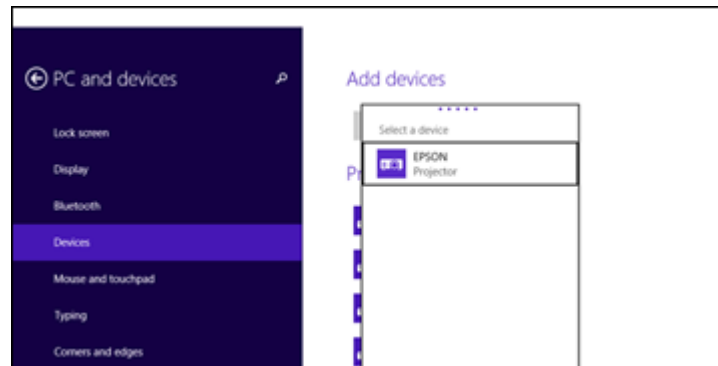 PC and devices
Lock screen
Display
Bluetooth
Devices
Mouse and touchpad
Typing
Corners and edges
Add devices
Select a device
EPSON
Projector